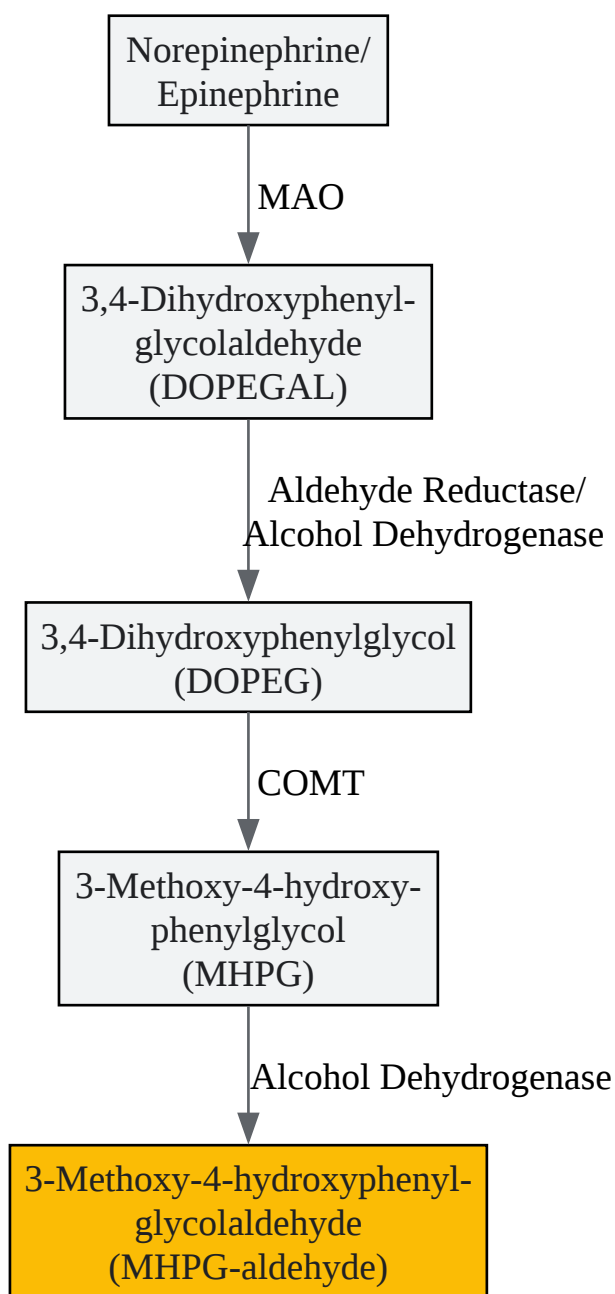 Norepinephrine/
Epinephrine
MAO
3,4-Dihydroxyphenyl-
glycolaldehyde
(DOPEGAL)
Aldehyde Reductase/
Alcohol Dehydrogenase
3,4-Dihydroxyphenylglycol
(DOPEG)
COMT
3-Methoxy-4-hydroxy-
phenylglycol
(MHPG)
Alcohol Dehydrogenase
3-Methoxy-4-hydroxyphenyl-
glycolaldehyde
(MHPG-aldehyde)